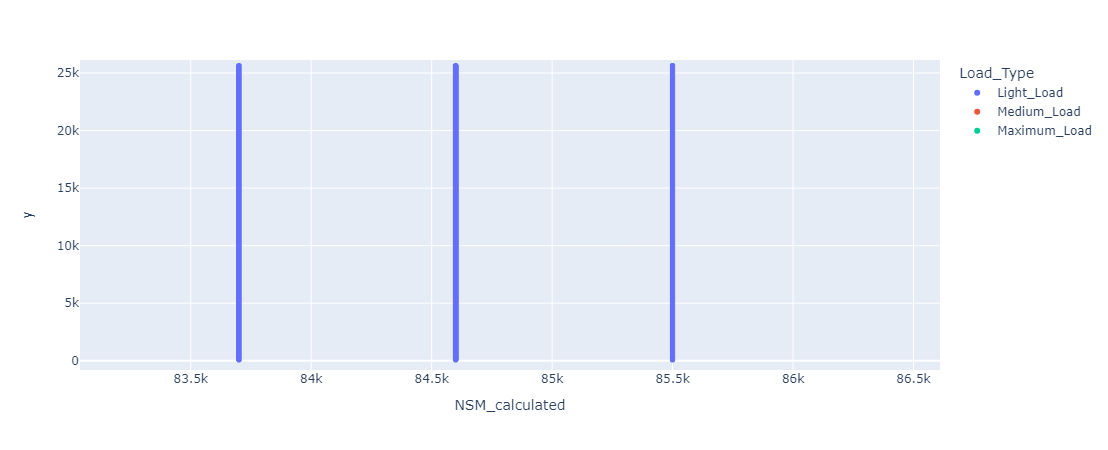 25k
20k
15k
10k
5k
0
y
83.5k
84k
84.5k
85k
85.5k
86k
86.5k
NSM_calculated
Load_Type
Light_Load
Medium_Load
Maximum_Load